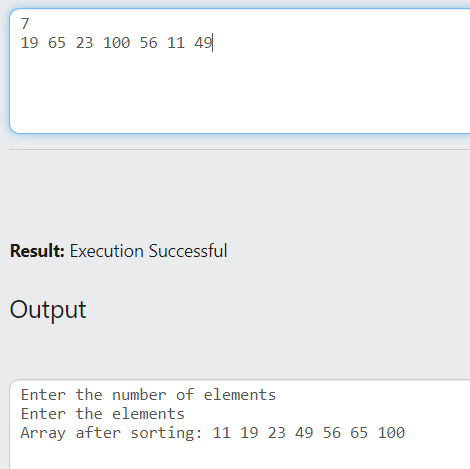 7
19 65 23 100 56 11 49
Result: Execution Successful
Output
Enter the number of elements
Enter the elements
Array after sorting: 11 19 23 49 56 65 100